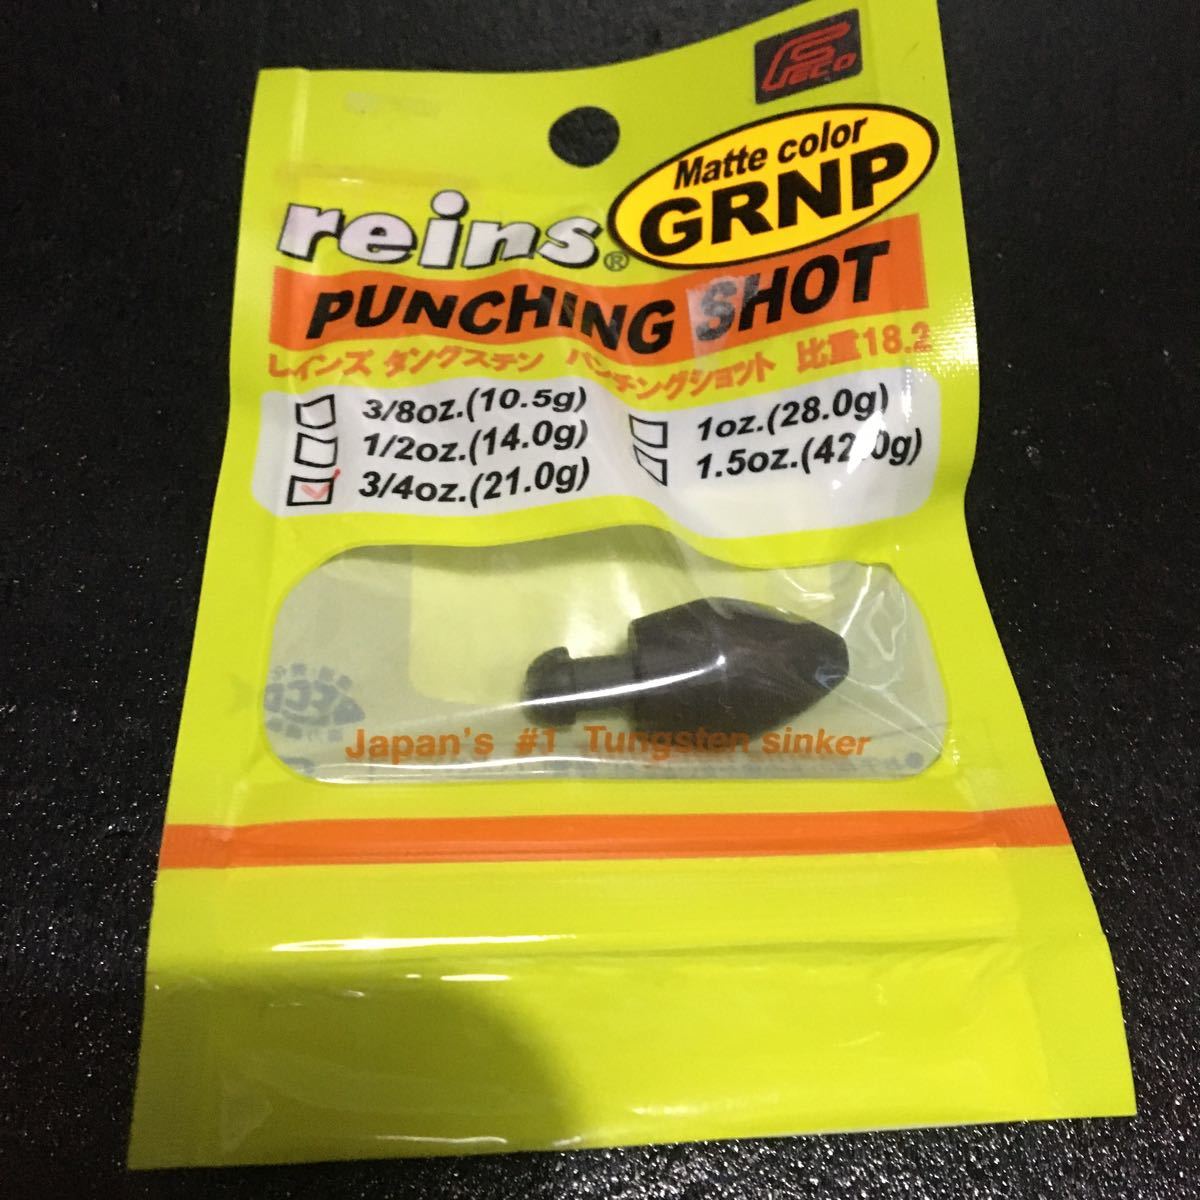 FECO
Matte color
GRNP
reins®
PUNCHING SHOT
レインズ タングステン パンチングショット 比重18.2
3/8oz.(10.5g)
1/2oz.(14.0g)
3/4oz.(21.0g)
1oz.(28.0g)
1.5oz.(42.0g)
Japan's #1 Tungsten sinker